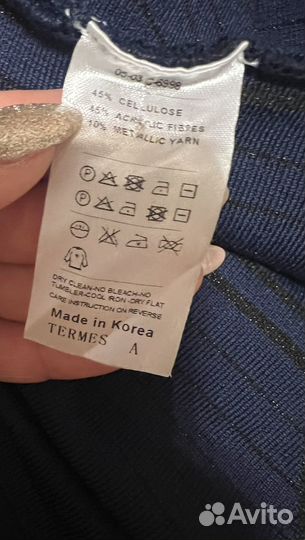 45% CELLULOSE
45% ACRYLIC FIBRES
10% METALLIC YARN
DRY CLEAN-NO BLEACH-NO
TUMBLER-COOL IRON-DRY FLAT
CARE INSTRUCTION ON REVERSE
Made in Korea
TERMES A
Avito